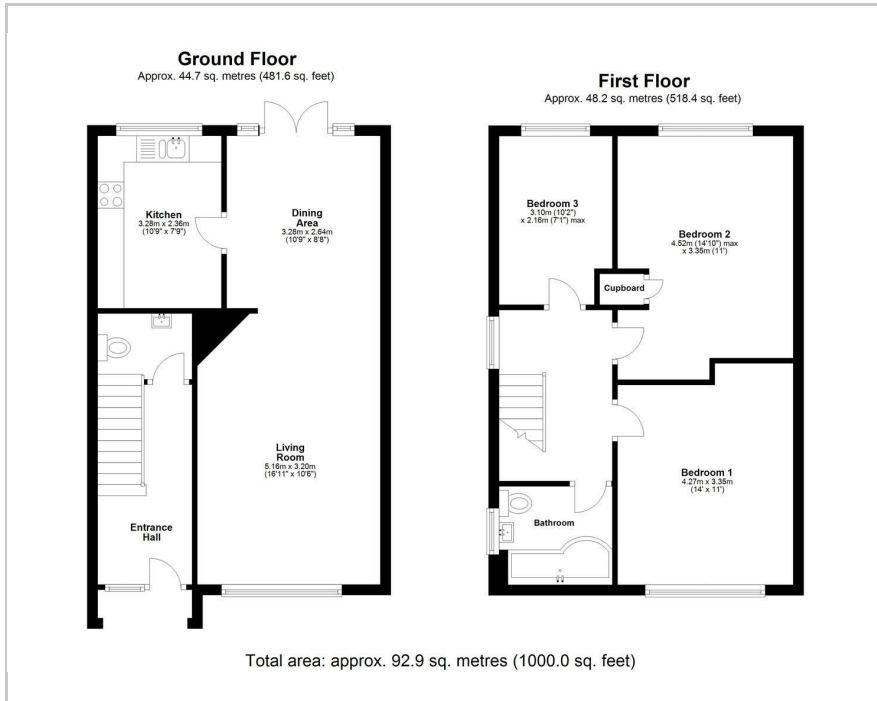 Ground Floor
Approx. 44.7 sq. metres (481.6 sq. feet)
Kitchen
3.28m x 2.36m
(10'9" x 7'9")
Dining
Area
3.28m x 2.64m
(10'9" x 8'8")
Living
Room
5.16m x 3.20m
(16'11" x 10'6")
Entrance
Hall
First Floor
Approx. 48.2 sq. metres (518.4 sq. feet)
Bedroom 3
3.10m (10'2")
x 2.16m (7'1") max
Bedroom 2
4.52m (14'10") max
x 3.35m (11')
Cupboard
Bedroom 1
4.27m x 3.35m
(14' x 11')
Bathroom
Total area: approx. 92.9 sq. metres (1000.0 sq. feet)